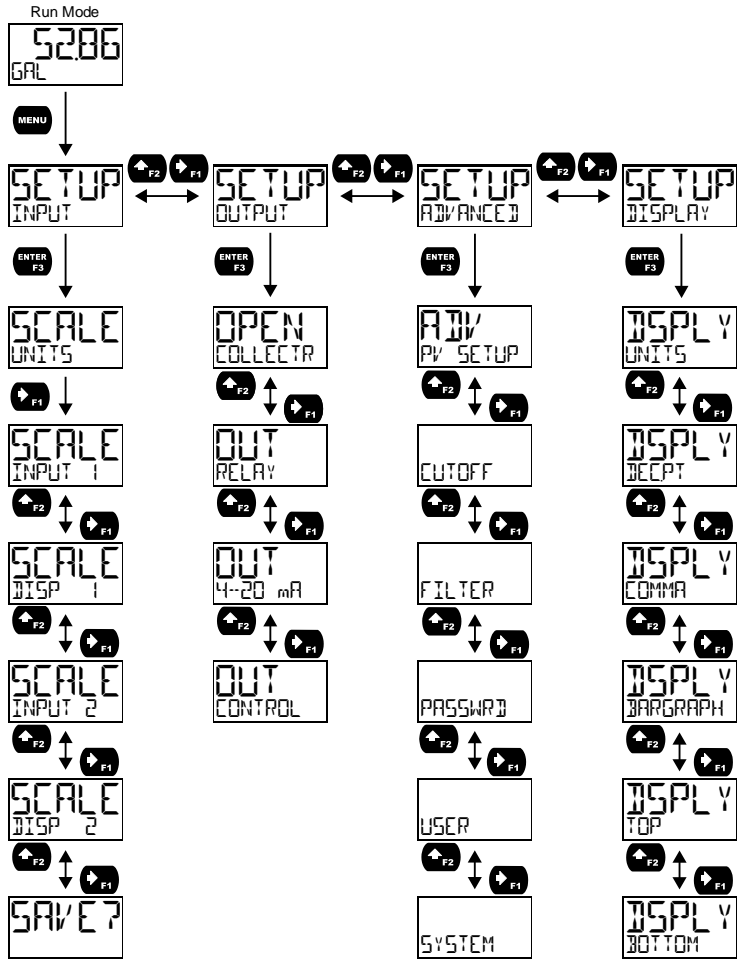 Run Mode
52.86
GAL
MENU
SETUP
INPUT
F2 F1
SETUP
OUTPUT
F2 F1
SETUP
ADVANCED
F2 F1
SETUP
DISPLAY
ENTER
F3
ENTER
F3
ENTER
F3
ENTER
F3
SCALE
UNITS
OPEN
COLLECTR
ADV
PV SETUP
DSPLY
UNITS
F1
F2
F1
F2
F1
F2
F1
SCALE
INPUT 1
OUT
RELAY
CUTOFF
DSPLY
DEC.PT
F2
F1
F2
F1
F2
F1
F2
F1
SCALE
DISP 1
OUT
4--20 mA
FILTER
DSPLY
COMMA
F2
F1
F2
F1
F2
F1
F2
F1
SCALE
INPUT 2
OUT
CONTROL
PASSWRD
DSPLY
BARGRAPH
F2
F1
F2
F1
F2
F1
SCALE
DISP 2
USER
DSPLY
TOP
F2
F1
F2
F1
F2
F1
SAVE?
SYSTEM
DSPLY
BOTTOM